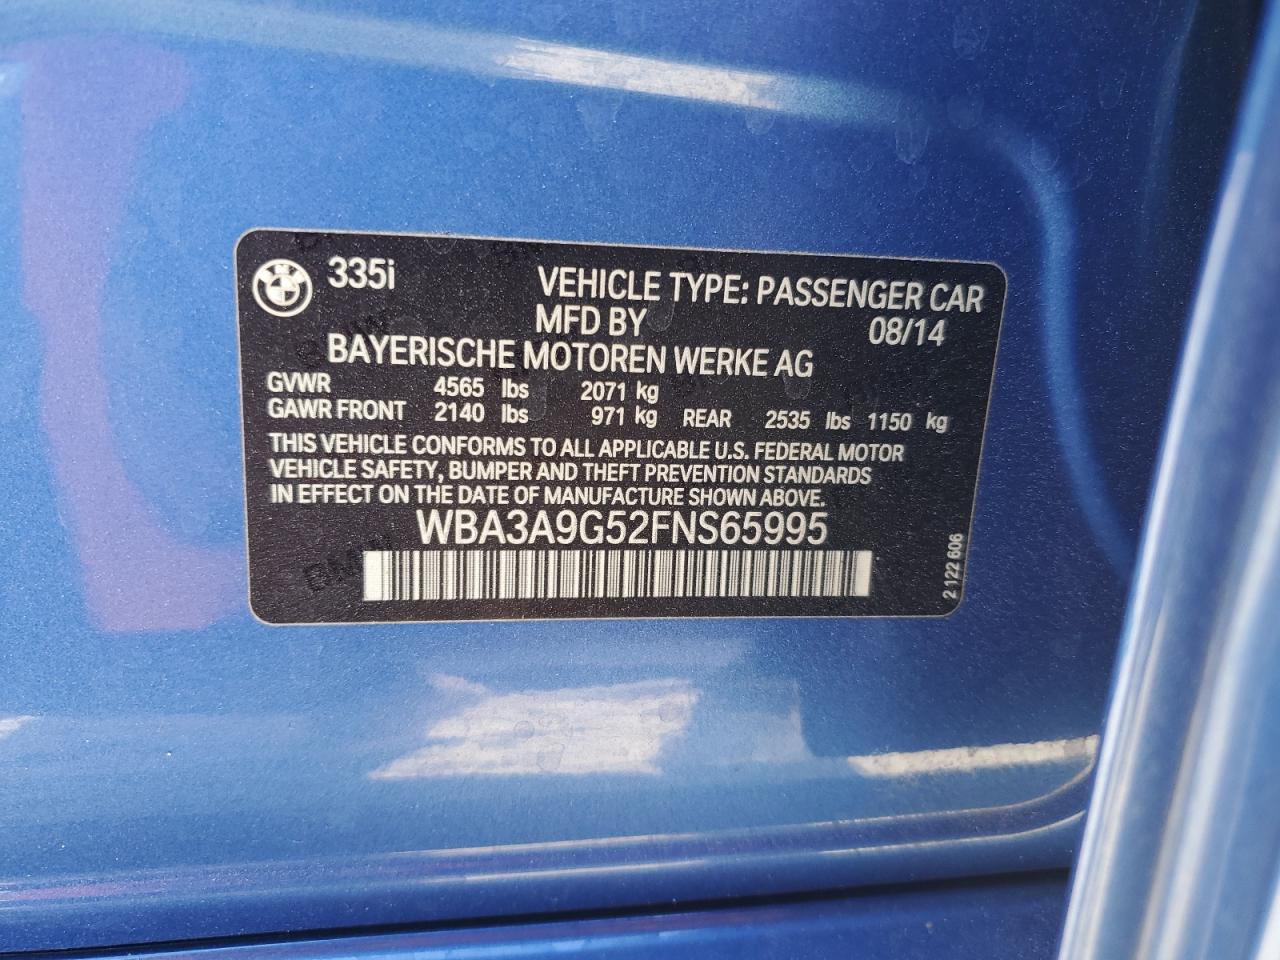 335i VEHICLE TYPE: PASSENGER CAR
MFD BY 08/14
BAYERISCHE MOTOREN WERKE AG
GVWR 4565 lbs 2071 kg
GAWR FRONT 2140 lbs 971 kg REAR 2535 lbs 1150 kg
THIS VEHICLE CONFORMS TO ALL APPLICABLE U.S. FEDERAL MOTOR
VEHICLE SAFETY, BUMPER AND THEFT PREVENTION STANDARDS
IN EFFECT ON THE DATE OF MANUFACTURE SHOWN ABOVE.
WBA3A9G52FNS65995
2 122 606